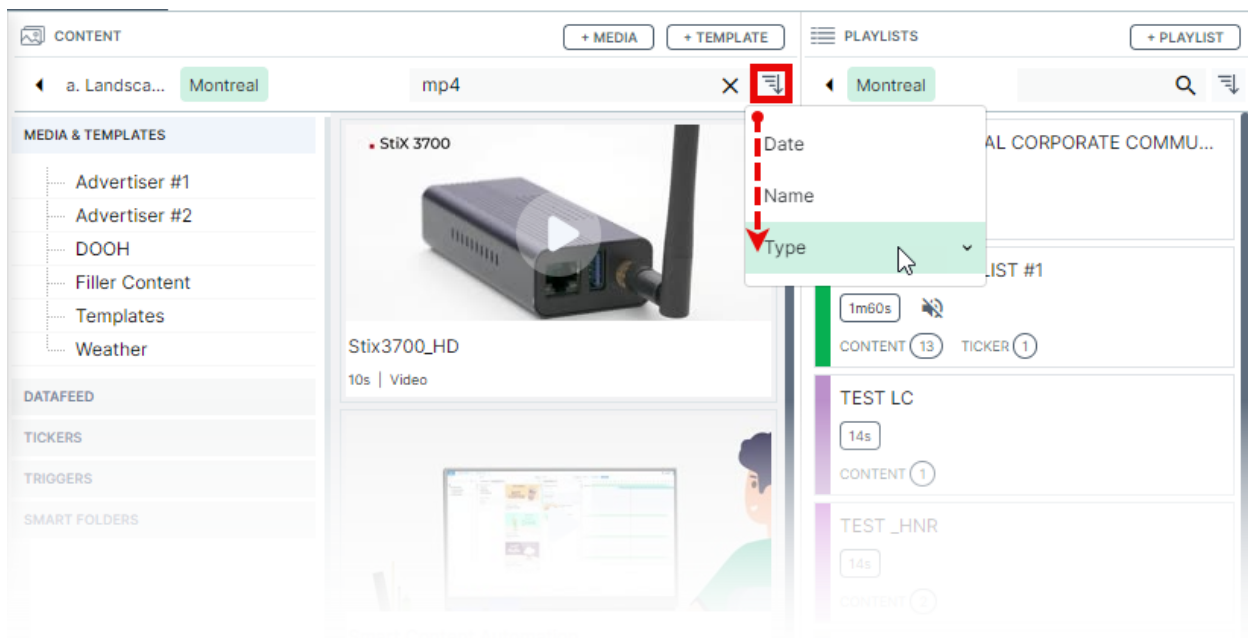 CONTENT
+ MEDIA
+ TEMPLATE
a. Landsca...
Montreal
mp4
MEDIA & TEMPLATES
Advertiser #1
Advertiser #2
DOOH
Filler Content
Templates
Weather
DATAFEED
TICKERS
TRIGGERS
SMART FOLDERS
StiX 3700
Stix3700_HD
10s | Video
Date
Name
Type
PLAYLISTS
+ PLAYLIST
Montreal
AL CORPORATE COMMU...
LIST #1
1m60s
CONTENT 13 TICKER 1
TEST LC
14s
CONTENT 1
TEST _HNR
14s
CONTENT